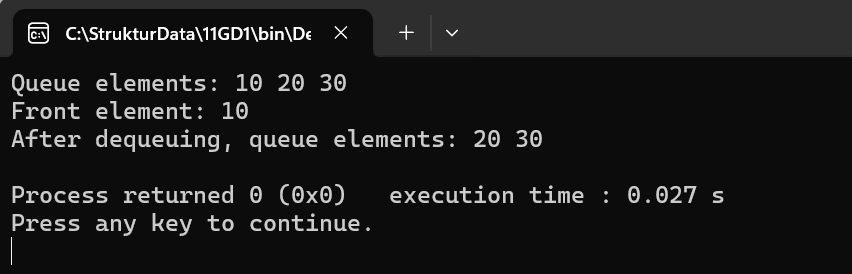 C:\StrukturData\11GD1\bin\De
Queue elements: 10 20 30
Front element: 10
After dequeuing, queue elements: 20 30
Process returned 0 (0x0)   execution time : 0.027 s
Press any key to continue.